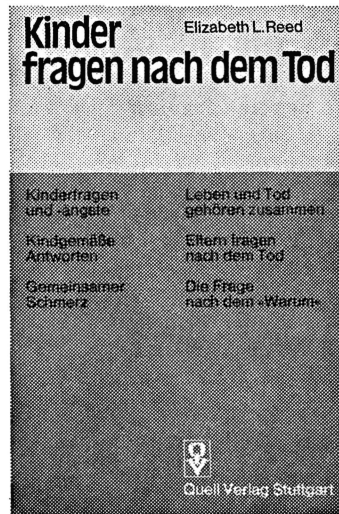 Kinder
Elizabeth L. Reed
fragen nach dem Tod
Kinderfragen
und -ängste
Kindgemäße
Antworten
Gemeinsamer
Schmerz
Leben und Tod
gehören zusammen
Eltern fragen
nach dem Tod
Die Frage
nach dem »Warum«
QV
Quell Verlag Stuttgart